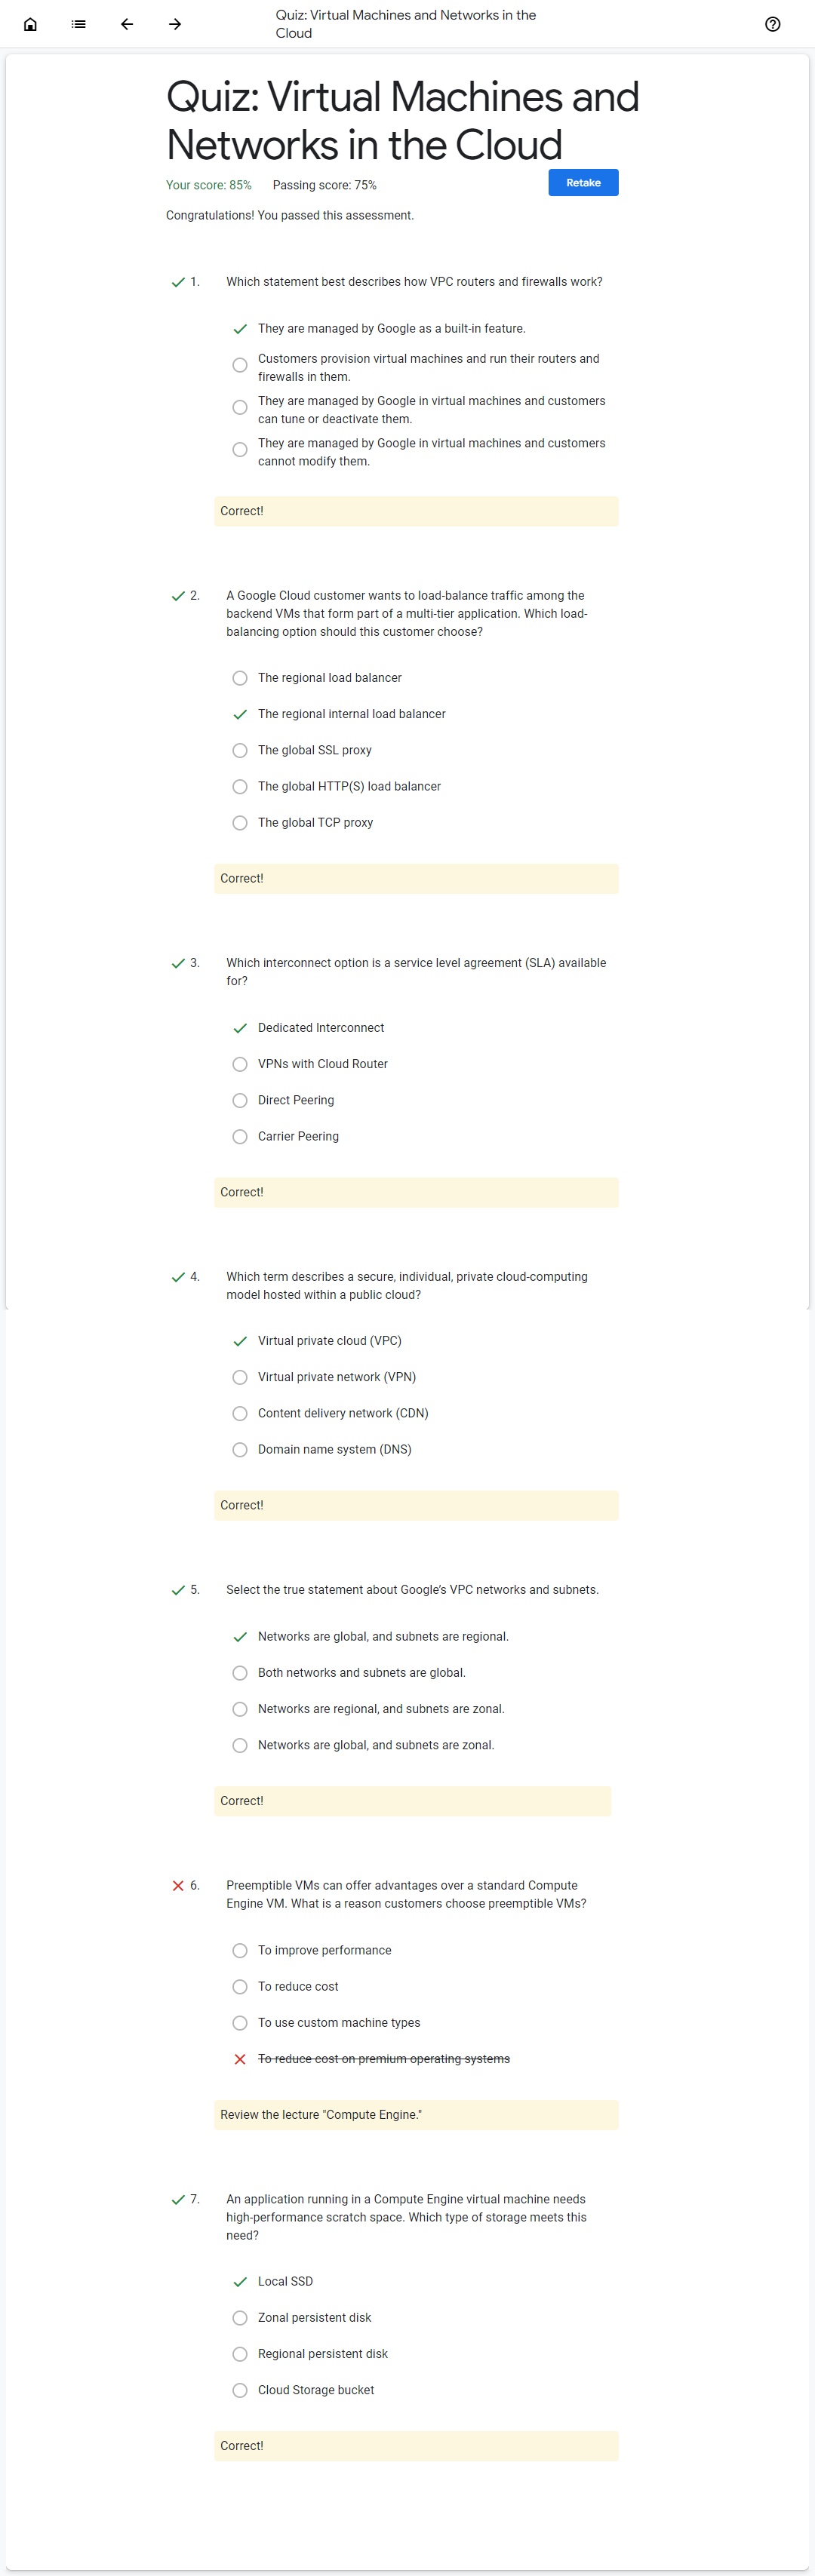 Quiz: Virtual Machines and Networks in the
Cloud
Quiz: Virtual Machines and
Networks in the Cloud
Your score: 85% Passing score: 75%
Retake
Congratulations! You passed this assessment.
1. Which statement best describes how VPC routers and firewalls work?
They are managed by Google as a built-in feature.
Customers provision virtual machines and run their routers and
firewalls in them.
They are managed by Google in virtual machines and customers
can tune or deactivate them.
They are managed by Google in virtual machines and customers
cannot modify them.
Correct!
2. A Google Cloud customer wants to load-balance traffic among the
backend VMs that form part of a multi-tier application. Which load-
balancing option should this customer choose?
The regional load balancer
The regional internal load balancer
The global SSL proxy
The global HTTP(S) load balancer
The global TCP proxy
Correct!
3. Which interconnect option is a service level agreement (SLA) available
for?
Dedicated Interconnect
VPNs with Cloud Router
Direct Peering
Carrier Peering
Correct!
4. Which term describes a secure, individual, private cloud-computing
model hosted within a public cloud?
Virtual private cloud (VPC)
Virtual private network (VPN)
Content delivery network (CDN)
Domain name system (DNS)
Correct!
5. Select the true statement about Google’s VPC networks and subnets.
Networks are global, and subnets are regional.
Both networks and subnets are global.
Networks are regional, and subnets are zonal.
Networks are global, and subnets are zonal.
Correct!
6. Preemptible VMs can offer advantages over a standard Compute
Engine VM. What is a reason customers choose preemptible VMs?
To improve performance
To reduce cost
To use custom machine types
To reduce cost on premium operating systems
Review the lecture "Compute Engine."
7. An application running in a Compute Engine virtual machine needs
high-performance scratch space. Which type of storage meets this
need?
Local SSD
Zonal persistent disk
Regional persistent disk
Cloud Storage bucket
Correct!